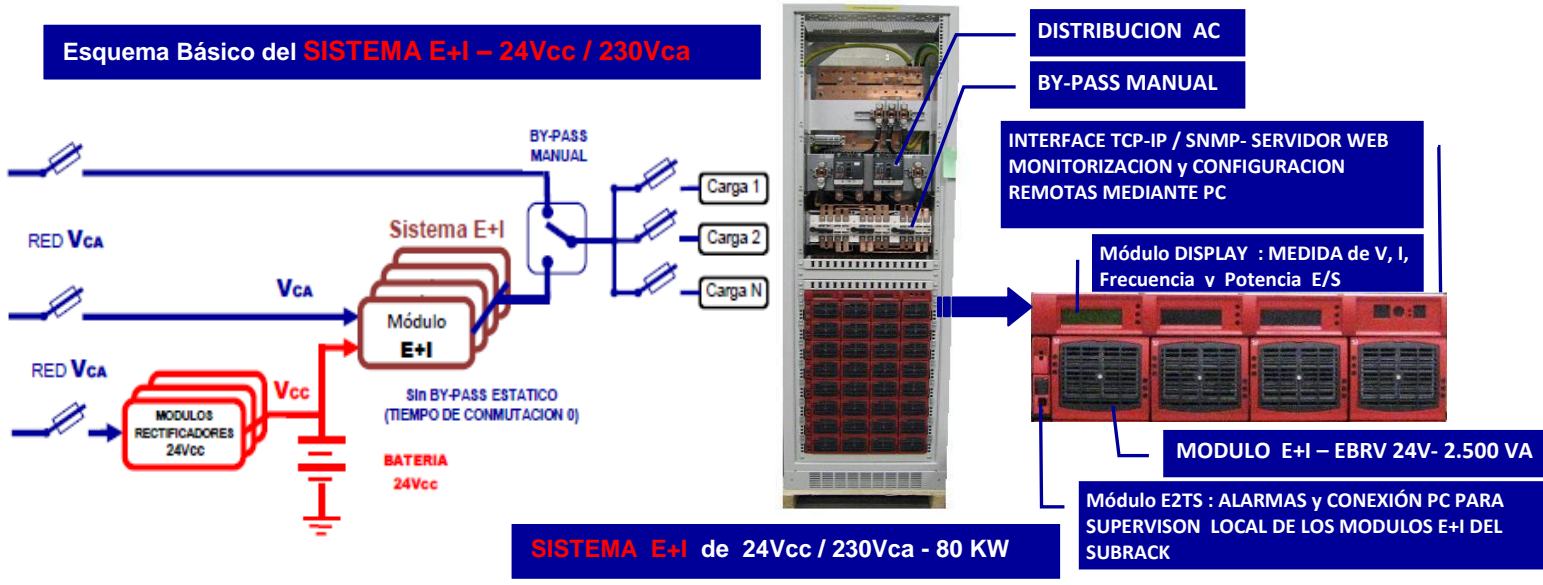 Esquema Básico del SISTEMA E+I – 24Vcc / 230Vca
BY-PASS
MANUAL
Carga 1
Sistema E+I
RED VCA
Carga 2
VCA
Carga N
Módulo
E+I
RED VCA
VCC
SIn BY-PASS ESTATICO
(TIEMPO DE CONMUTACION 0)
MODULOS
RECTIFICADORES
24Vcc
BATERIA
24Vcc
DISTRIBUCION AC
BY-PASS MANUAL
INTERFACE TCP-IP / SNMP- SERVIDOR WEB
MONITORIZACION y CONFIGURACION
REMOTAS MEDIANTE PC
Módulo DISPLAY : MEDIDA de V, I,
Frecuencia y Potencia E/S
MODULO E+I – EBRV 24V- 2.500 VA
Módulo E2TS : ALARMAS y CONEXIÓN PC PARA
SUPERVISON LOCAL DE LOS MODULOS E+I DEL
SUBRACK
SISTEMA E+I de 24Vcc / 230Vca - 80 KW